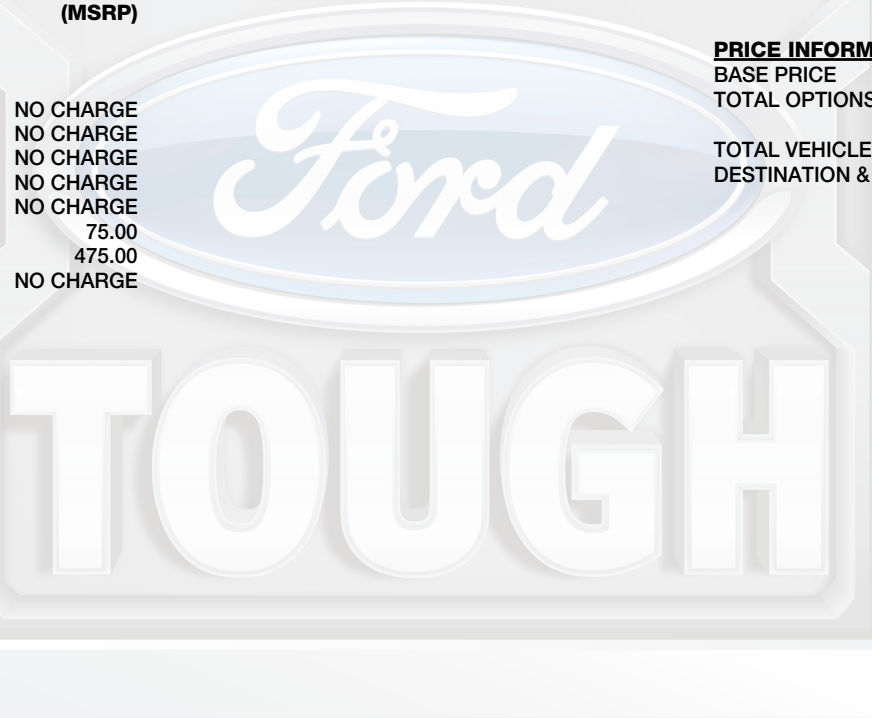 (MSRP)
NO CHARGE
NO CHARGE
NO CHARGE
NO CHARGE
NO CHARGE
75.00
475.00
NO CHARGE
PRICE INFORM
BASE PRICE
TOTAL OPTIONS
TOTAL VEHICLE
DESTINATION &
Ford
TOUGH